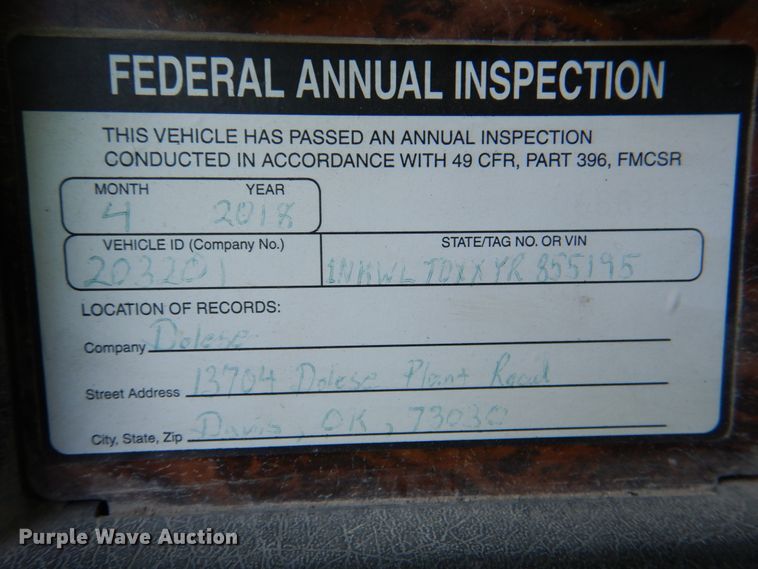 FEDERAL ANNUAL INSPECTION
THIS VEHICLE HAS PASSED AN ANNUAL INSPECTION
CONDUCTED IN ACCORDANCE WITH 49 CFR, PART 396, FMCSR
MONTH YEAR
4 2018
VEHICLE ID (Company No.) STATE/TAG NO. OR VIN
203201 1NKWLT0XXYR855195
LOCATION OF RECORDS:
Company Dolese
Street Address 13704 Dolese Plant Road
City, State, Zip Davis, OK, 73030
Purple Wave Auction